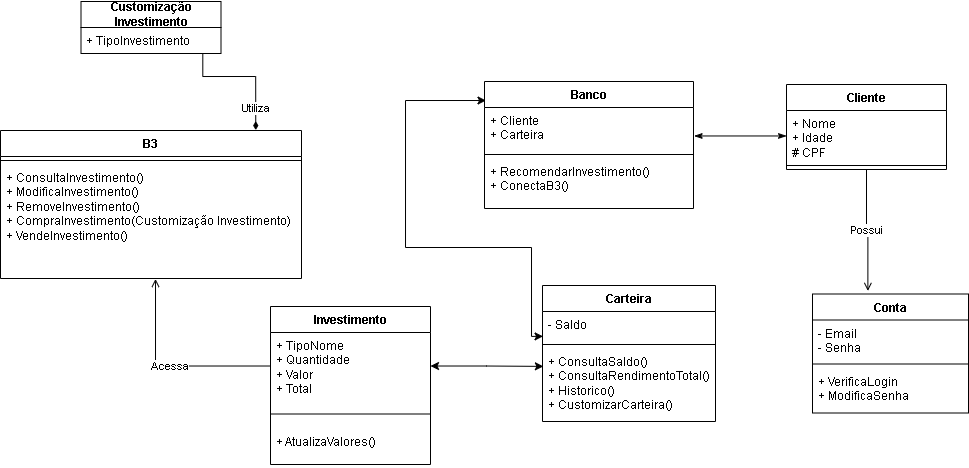 Customização
Investimento
+ TipoInvestimento
Utiliza
B3
+ ConsultaInvestimento()
+ ModificaInvestimento()
+ RemoveInvestimento()
+ CompraInvestimento(Customização Investimento)
+ VendeInvestimento()
Banco
+ Cliente
+ Carteira
+ RecomendarInvestimento()
+ ConectaB3()
Cliente
+ Nome
+ Idade
# CPF
Possui
Conta
- Email
- Senha
+ VerificaLogin
+ ModificaSenha
Carteira
- Saldo
+ ConsultaSaldo()
+ ConsultaRendimentoTotal()
+ Historico()
+ CustomizarCarteira()
Investimento
+ TipoNome
+ Quantidade
+ Valor
+ Total
+ AtualizaValores()
Acessa